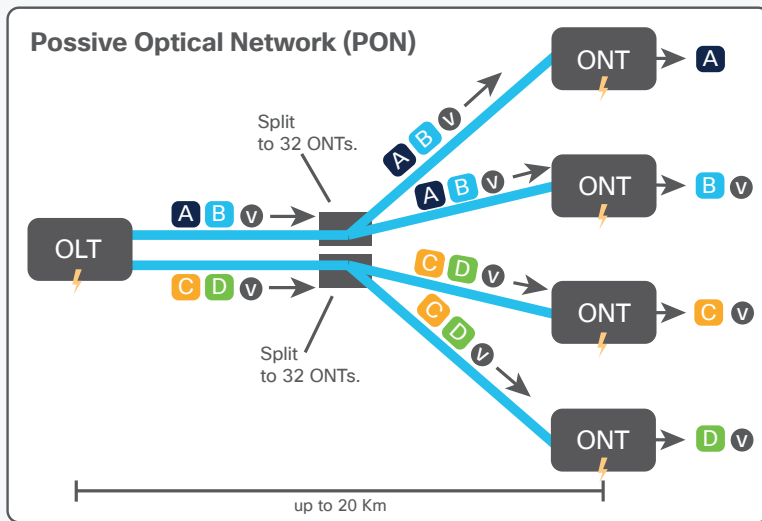 Possive Optical Network (PON)
ONT
A
Split
to 32 ONTs.
A B v
A B v
ONT
B v
A B v
OLT
C D v
C D v
ONT
C v
C D v
Split
to 32 ONTs.
ONT
D v
up to 20 Km